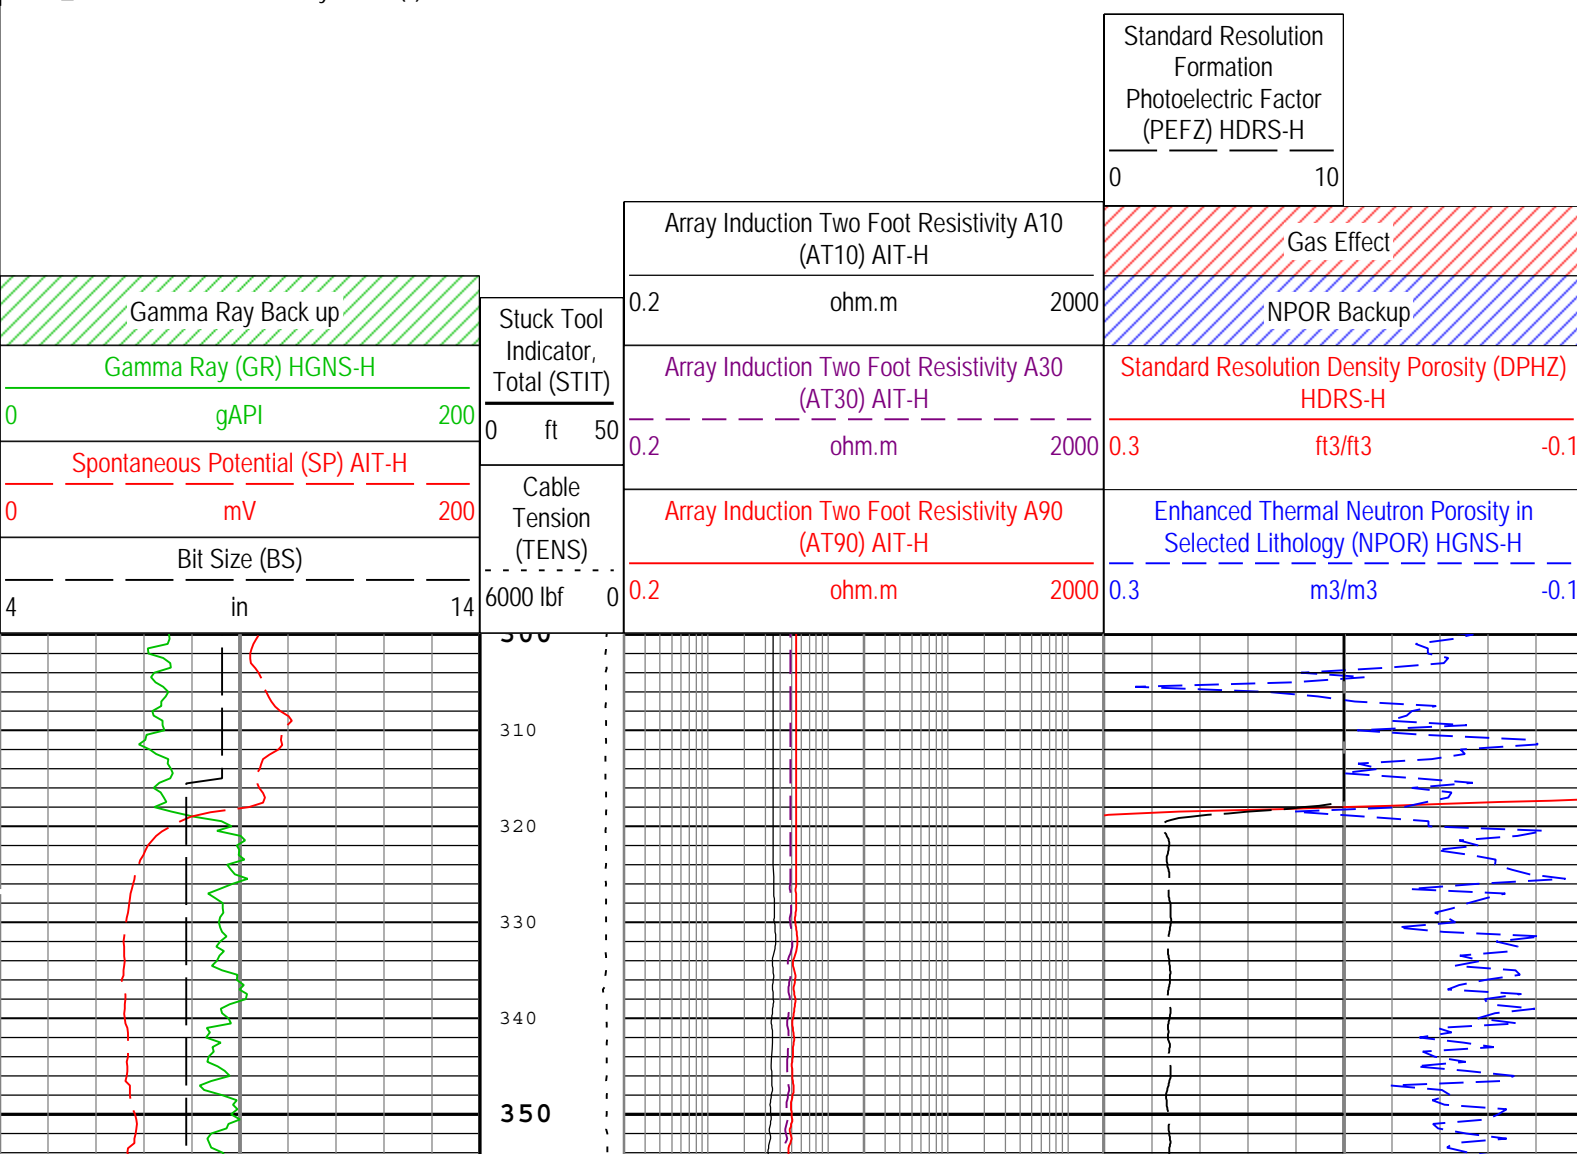 Standard Resolution
Formation
Photoelectric Factor
(PEFZ) HDRS-H
0 10
Array Induction Two Foot Resistivity A10
(AT10) AIT-H
0.2 ohm.m 2000
Gas Effect
Gamma Ray Back up
NPOR Backup
Stuck Tool
Indicator,
Total (STIT)
0 ft 50
Gamma Ray (GR) HGNS-H
0 gAPI 200
Array Induction Two Foot Resistivity A30
(AT30) AIT-H
0.2 ohm.m 2000
Standard Resolution Density Porosity (DPHZ)
HDRS-H
0.3 ft3/ft3 -0.1
Spontaneous Potential (SP) AIT-H
0 mV 200
Cable
Tension
(TENS)
6000 lbf 0
Array Induction Two Foot Resistivity A90
(AT90) AIT-H
0.2 ohm.m 2000
Enhanced Thermal Neutron Porosity in
Selected Lithology (NPOR) HGNS-H
0.3 m3/m3 -0.1
Bit Size (BS)
4 in 14
300
310
320
330
340
350